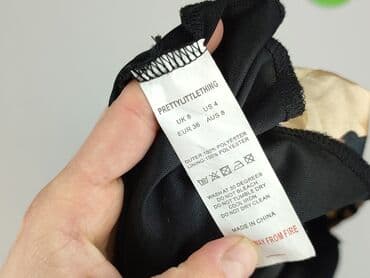 PRETTYLITTLETHING
UK 8 US 4
EUR 36 AUS 8
OUTER:100% POLYESTER
LINING:100% POLYESTER
WASH AT 30 DEGREES
DO NOT BLEACH
DO NOT TUMBLE DRY
COOL IRON
DO NOT DRY CLEAN
MADE IN CHINA
AWAY FROM FIRE